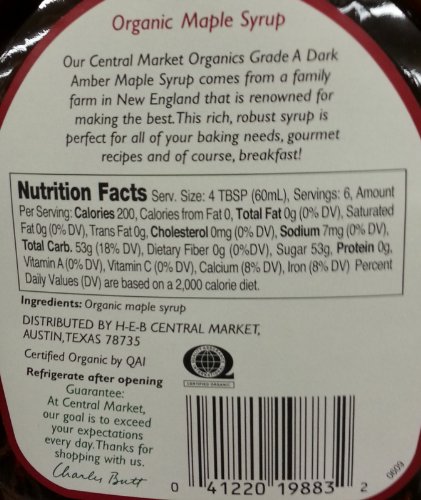 Organic Maple Syrup
Our Central Market Organics Grade A Dark
Amber Maple Syrup comes from a family
farm in New England that is renowned for
making the best. This rich, robust syrup is
perfect for all of your baking needs, gourmet
recipes and of course, breakfast!
Nutrition Facts Serv. Size: 4 TBSP (60mL), Servings: 6, Amount
Per Serving: Calories 200, Calories from Fat 0, Total Fat 0g (0% DV), Saturated
Fat 0g (0% DV), Trans Fat 0g, Cholesterol 0mg (0% DV), Sodium 7mg (0% DV),
Total Carb. 53g (18% DV), Dietary Fiber 0g (0%DV), Sugar 53g, Protein 0g,
Vitamin A (0% DV), Vitamin C (0% DV), Calcium (8% DV), Iron (8% DV) Percent
Daily Values (DV) are based on a 2,000 calorie diet.
Ingredients: Organic maple syrup
DISTRIBUTED BY H-E-B CENTRAL MARKET,
AUSTIN, TEXAS 78735
Certified Organic by QAI
Refrigerate after opening
Guarantee:
At Central Market,
our goal is to exceed
your expectations
every day. Thanks for
shopping with us.
Charles Butt
CERTIFIED ORGANIC
0 41220 19883 2
0609